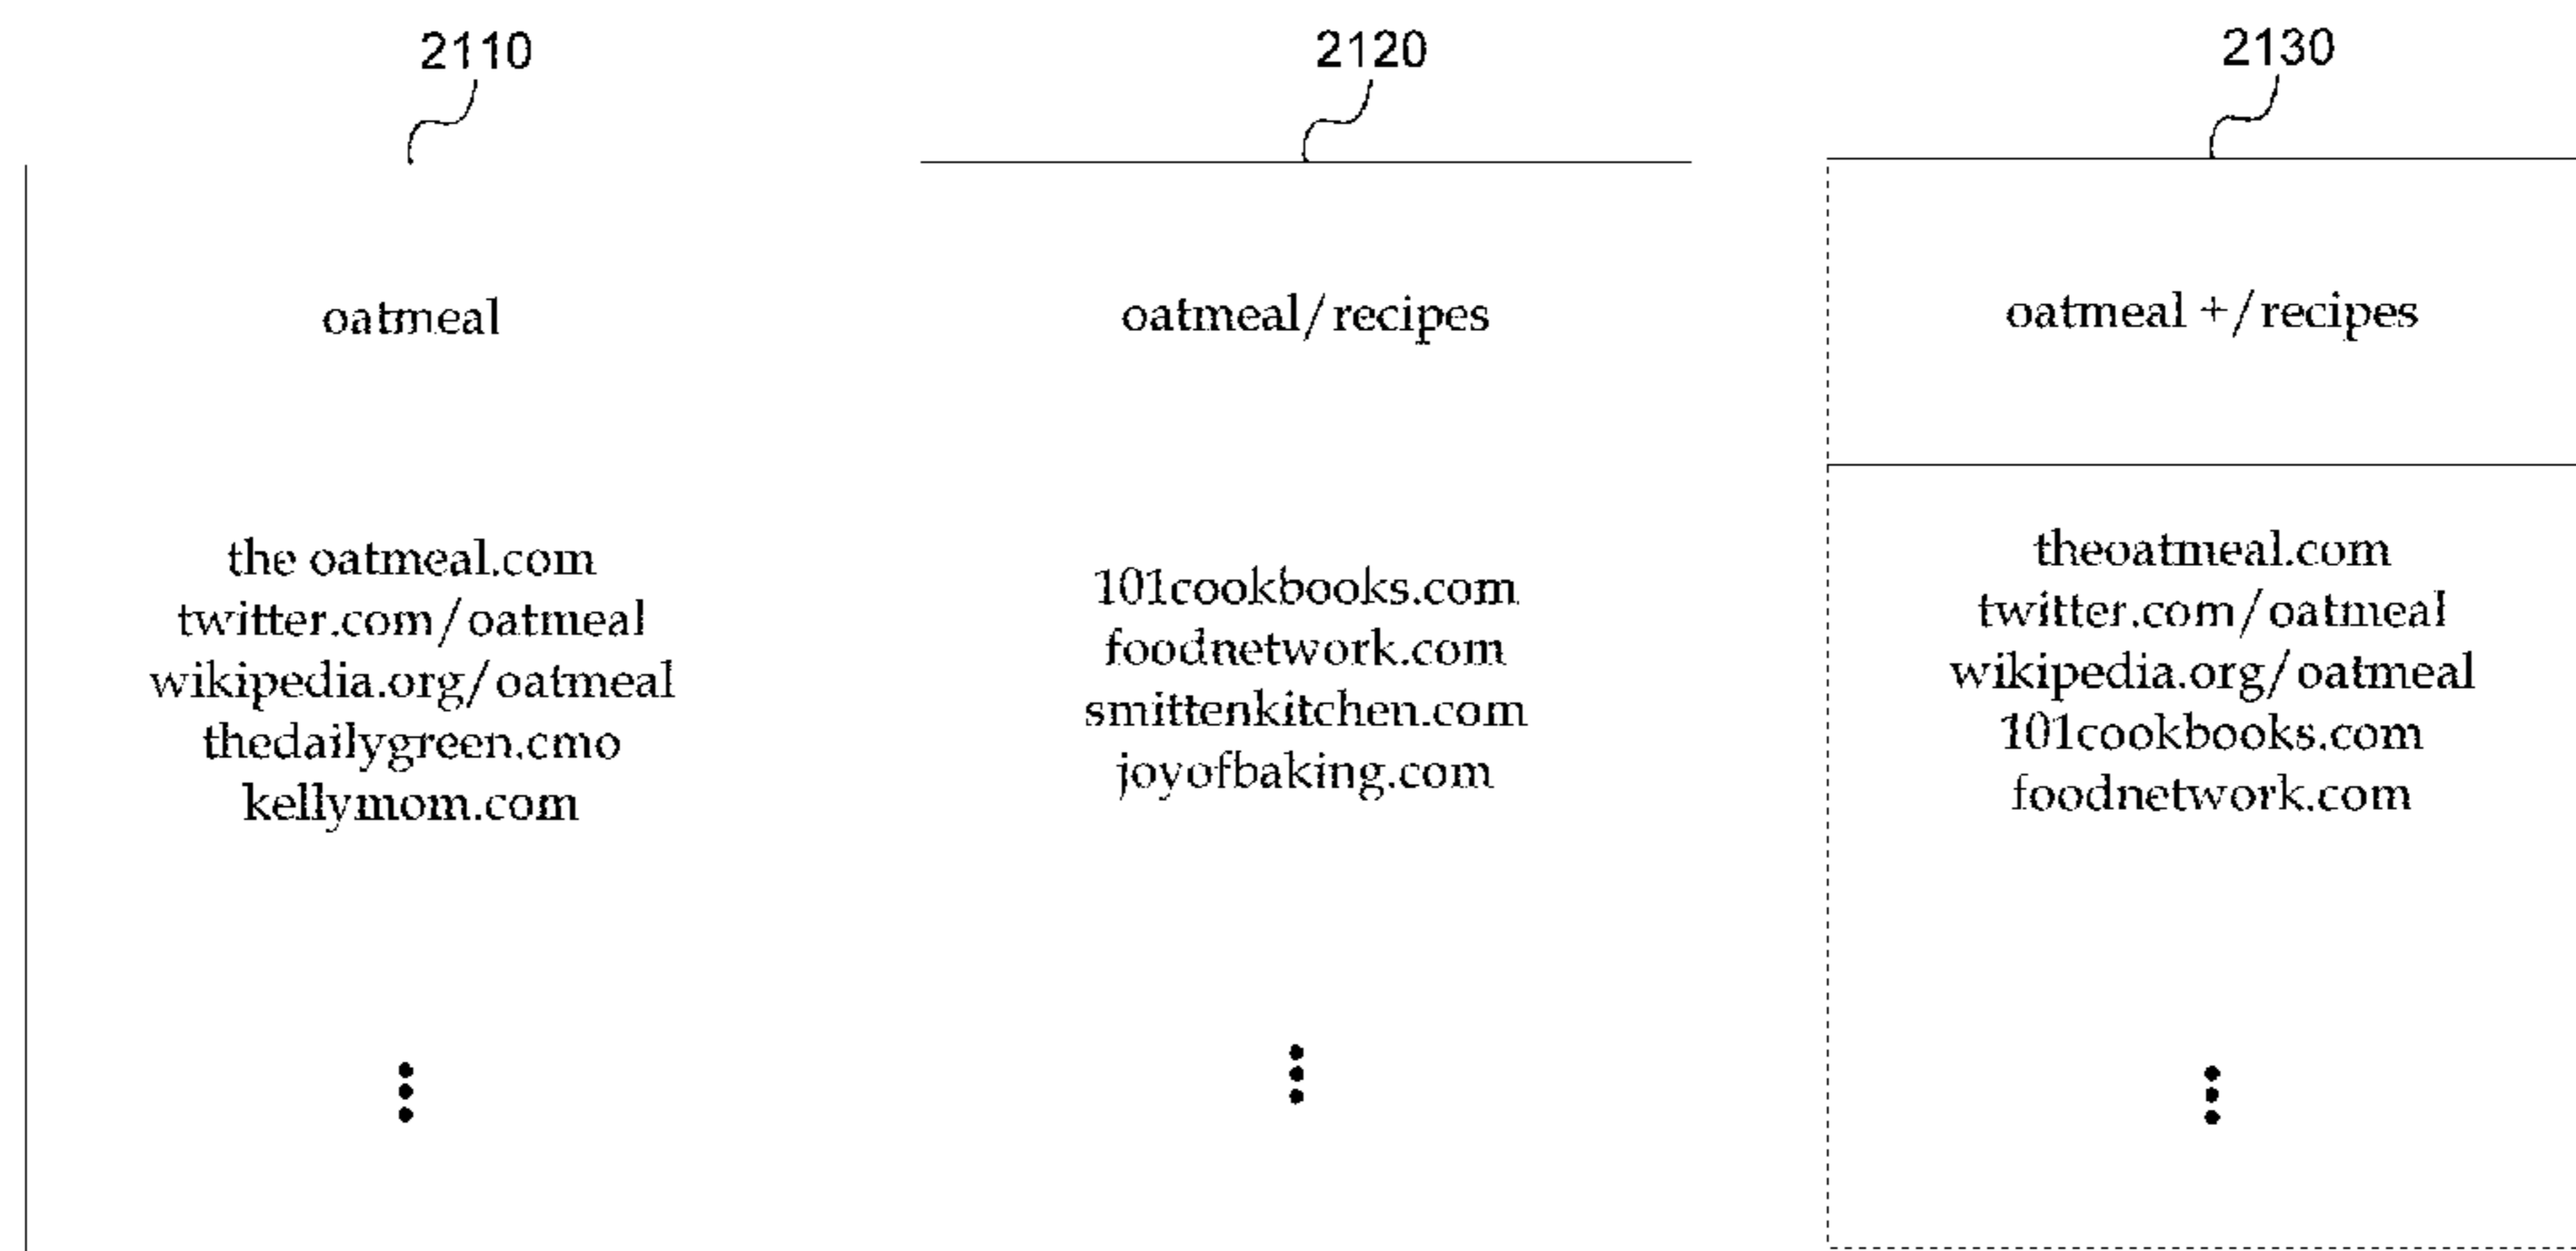 2110
oatmeal
the oatmeal.com
twitter.com/oatmeal
wikipedia.org/oatmeal
thedailygreen.cmo
kellymom.com
2120
oatmeal/recipes
101cookbooks.com
foodnetwork.com
smittenkitchen.com
joyofbaking.com
2130
oatmeal +/recipes
theoatmeal.com
twitter.com/oatmeal
wikipedia.org/oatmeal
101cookbooks.com
foodnetwork.com